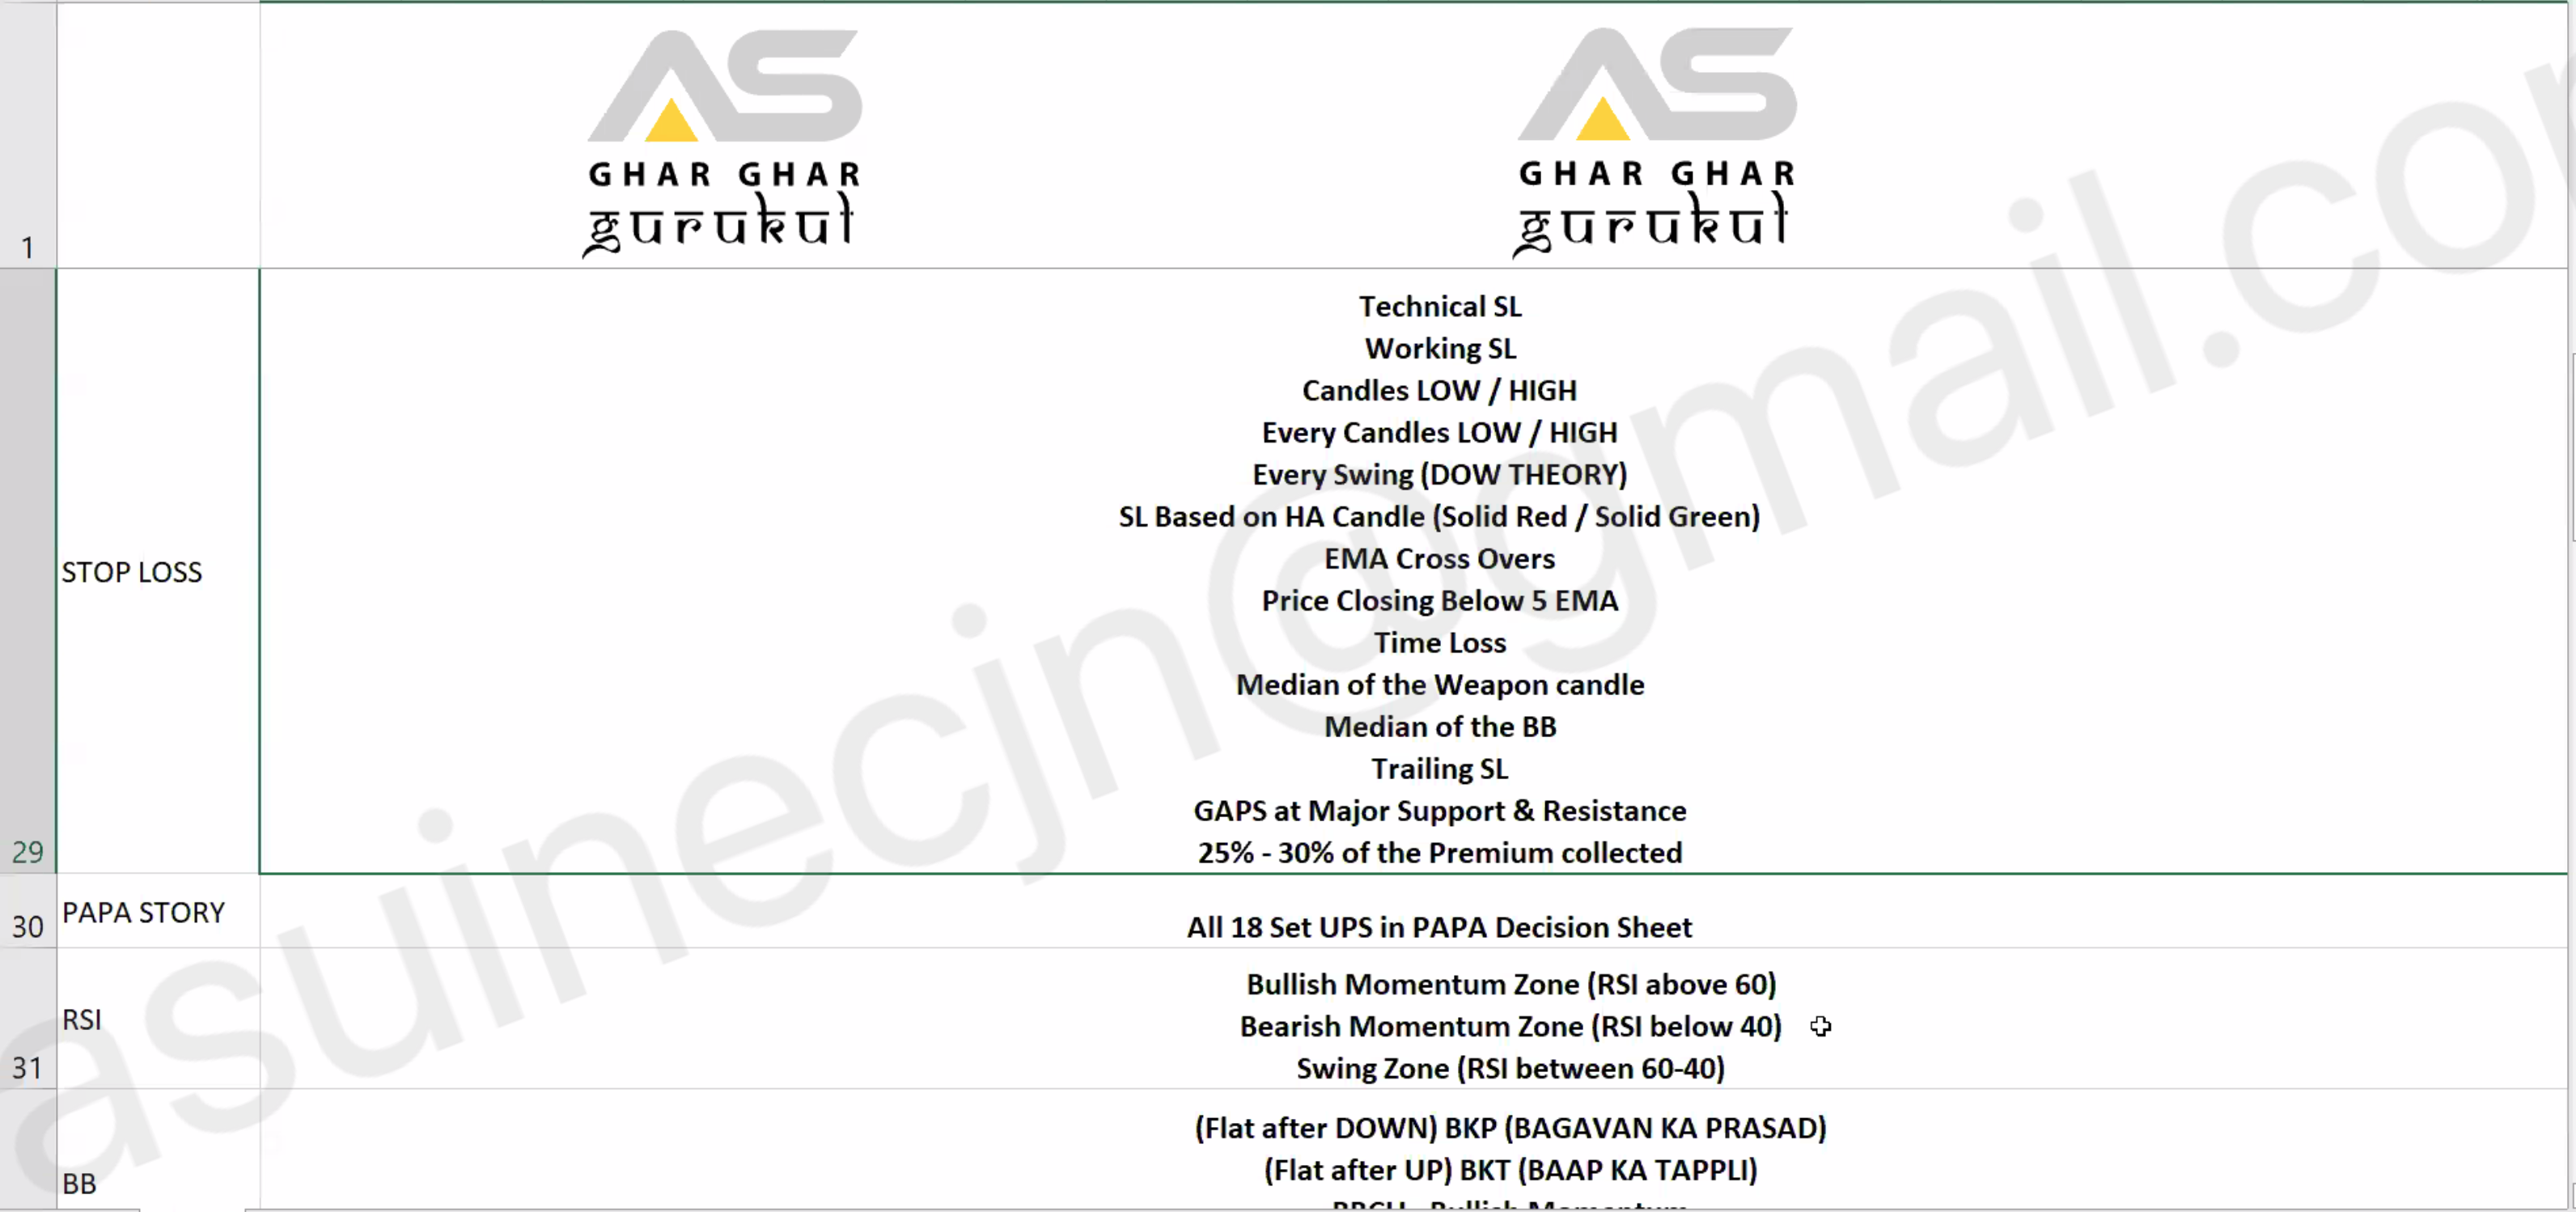 AS
GHAR GHAR
gurukul
AS
GHAR GHAR
gurukul
1
29
STOP LOSS
Technical SL
Working SL
Candles LOW / HIGH
Every Candles LOW / HIGH
Every Swing (DOW THEORY)
SL Based on HA Candle (Solid Red / Solid Green)
EMA Cross Overs
Price Closing Below 5 EMA
Time Loss
Median of the Weapon candle
Median of the BB
Trailing SL
GAPS at Major Support & Resistance
25% - 30% of the Premium collected
30
PAPA STORY
All 18 Set UPS in PAPA Decision Sheet
31
RSI
Bullish Momentum Zone (RSI above 60)
Bearish Momentum Zone (RSI below 40)
Swing Zone (RSI between 60-40)
BB
(Flat after DOWN) BKP (BAGAVAN KA PRASAD)
(Flat after UP) BKT (BAAP KA TAPPLI)
asuinecjn@gmail.co